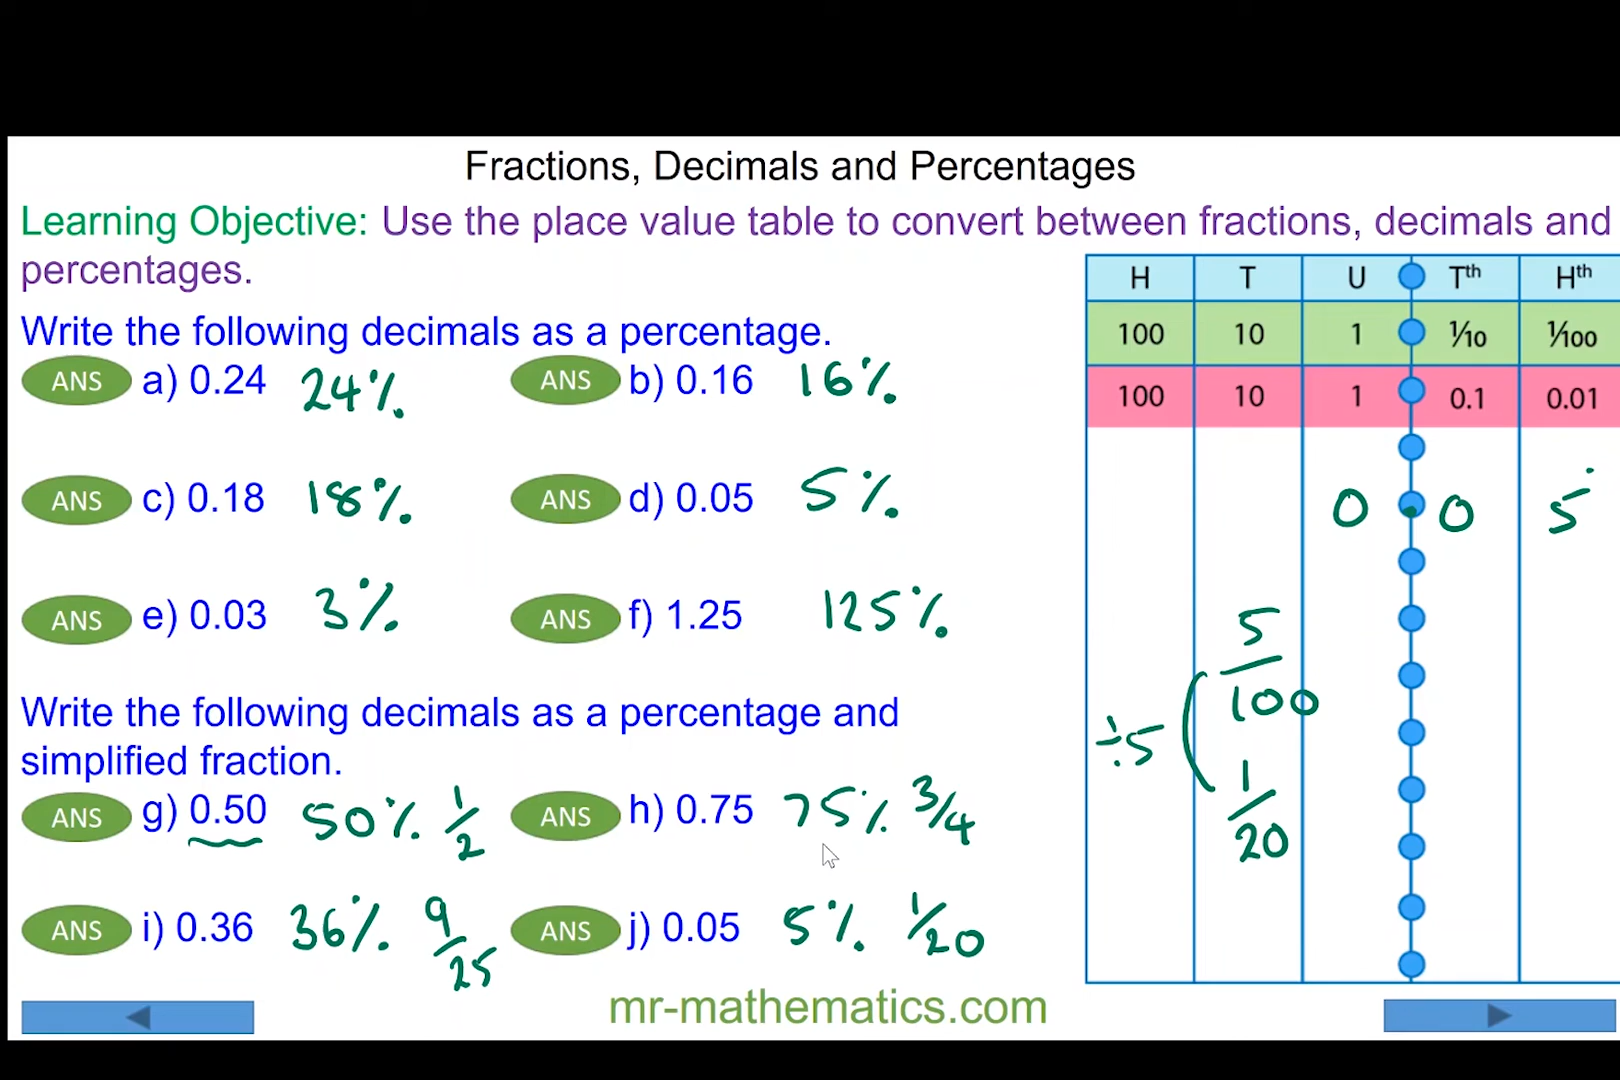 Fractions, Decimals and Percentages
Learning Objective: Use the place value table to convert between fractions, decimals and
percentages.
H T U Tth Hth
100 10 1 1/10 1/100
100 10 1 0.1 0.01
Write the following decimals as a percentage.
ANS a) 0.24 24% ANS b) 0.16 16%
ANS c) 0.18 18% ANS d) 0.05 5%
0 . 0 5
ANS e) 0.03 3% ANS f) 1.25 125%
5/100
÷5
1/20
Write the following decimals as a percentage and
simplified fraction.
ANS g) 0.50 50% 1/2 ANS h) 0.75 75% 3/4
ANS i) 0.36 36% 9/25 ANS j) 0.05 5% 1/20
mr-mathematics.com